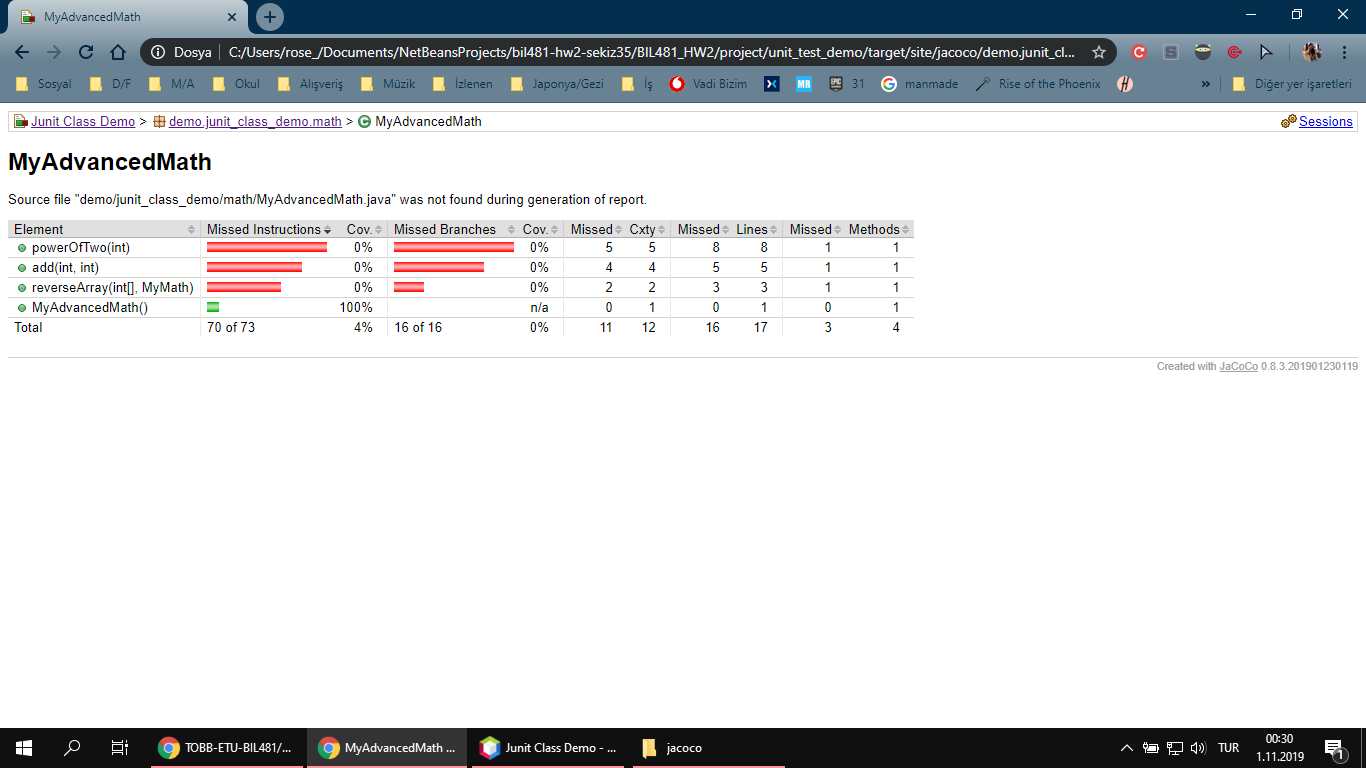 MyAdvancedMath
Dosya C:/Users/rose_/Documents/NetBeansProjects/bil481-hw2-sekiz35/BIL481_HW2/project/unit_test_demo/target/site/jacoco/demo.junit_cl...
Sosyal D/F M/A Okul Alışveriş Müzik İzlenen Japonya/Gezi İş Vadi Bizim MR EPIC 31 manmade Rise of the Phoenix H » Diğer yer işaretleri
Junit Class Demo > demo.junit_class_demo.math > MyAdvancedMath Sessions
MyAdvancedMath
Source file "demo/junit_class_demo/math/MyAdvancedMath.java" was not found during generation of report.
Element Missed Instructions Cov. Missed Branches Cov. Missed Cxty Missed Lines Missed Methods
powerOfTwo(int) 0% 0% 5 5 8 8 1 1
add(int, int) 0% 0% 4 4 5 5 1 1
reverseArray(int[], MyMath) 0% 0% 2 2 3 3 1 1
MyAdvancedMath() 100% n/a 0 1 0 1 0 1
Total 70 of 73 4% 16 of 16 0% 11 12 16 17 3 4
Created with JaCoCo 0.8.3.201901230119
TOBB-ETU-BIL481/... MyAdvancedMath ... Junit Class Demo - ... jacoco TUR 00:30
1.11.2019 1